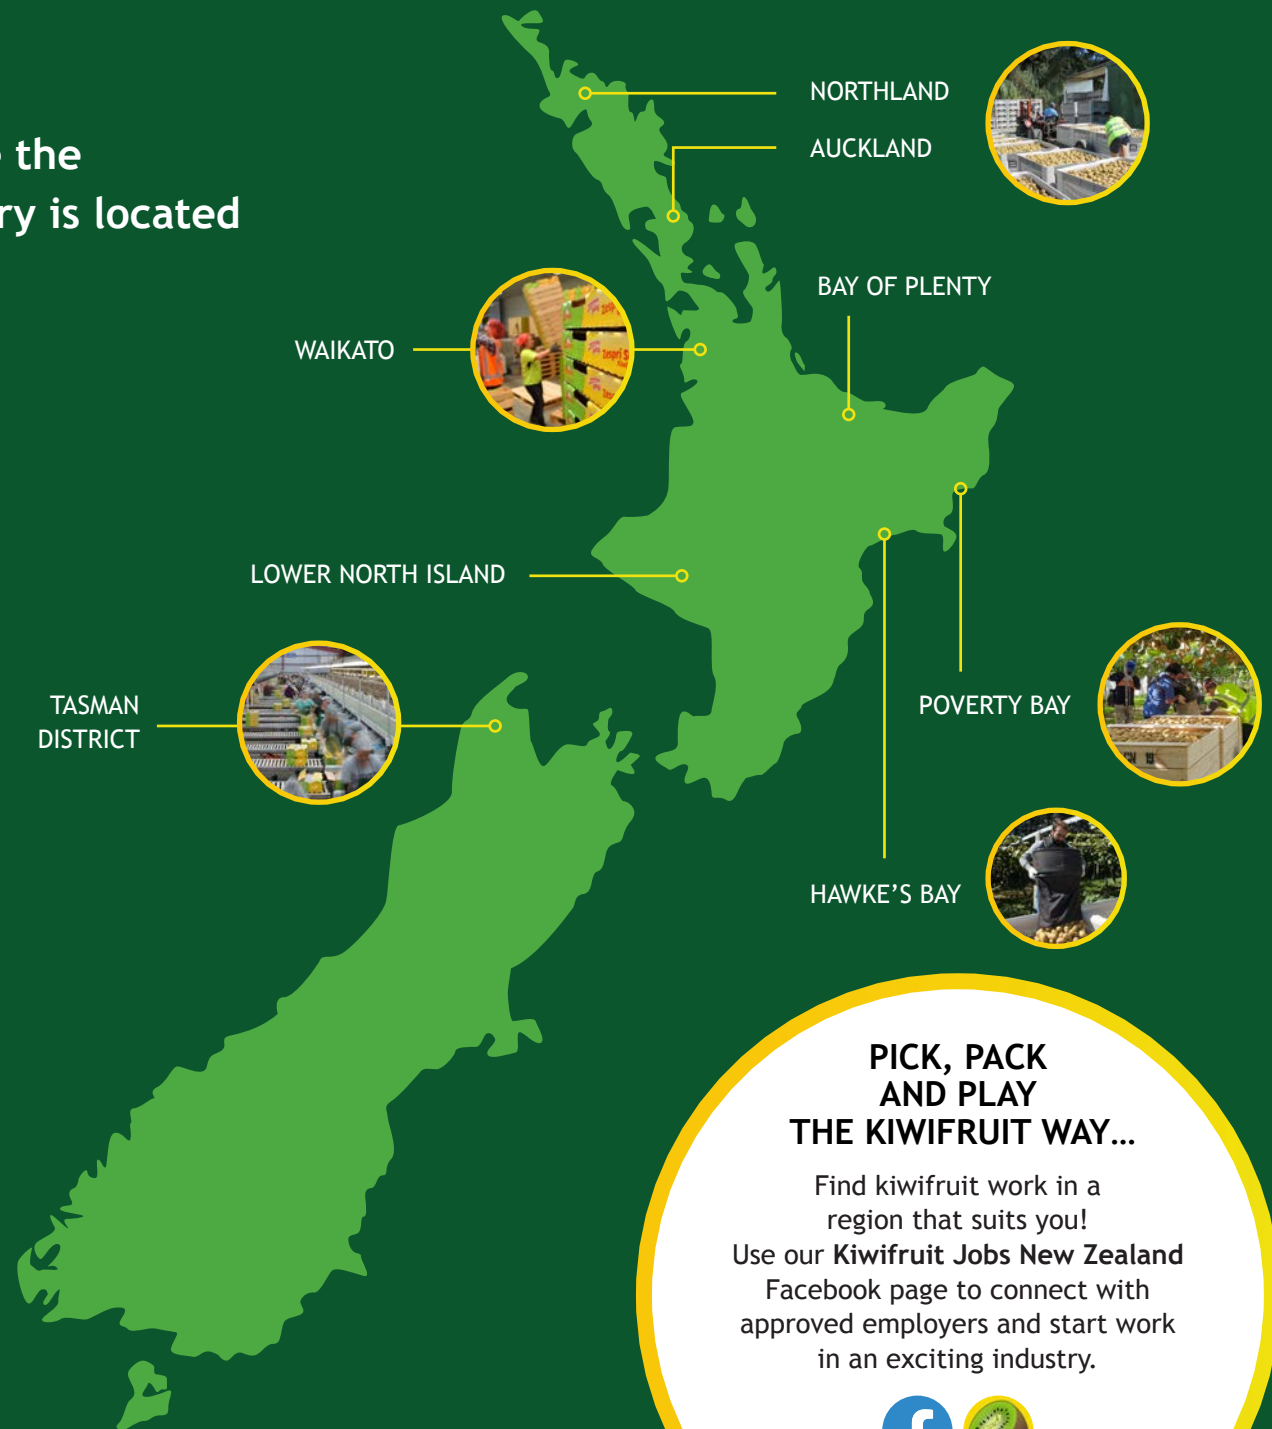 the
ry is located
NORTHLAND
AUCKLAND
BAY OF PLENTY
WAIKATO
LOWER NORTH ISLAND
TASMAN
DISTRICT
POVERTY BAY
HAWKE’S BAY
PICK, PACK
AND PLAY
THE KIWIFRUIT WAY…
Find kiwifruit work in a
region that suits you!
Use our Kiwifruit Jobs New Zealand
Facebook page to connect with
approved employers and start work
in an exciting industry.